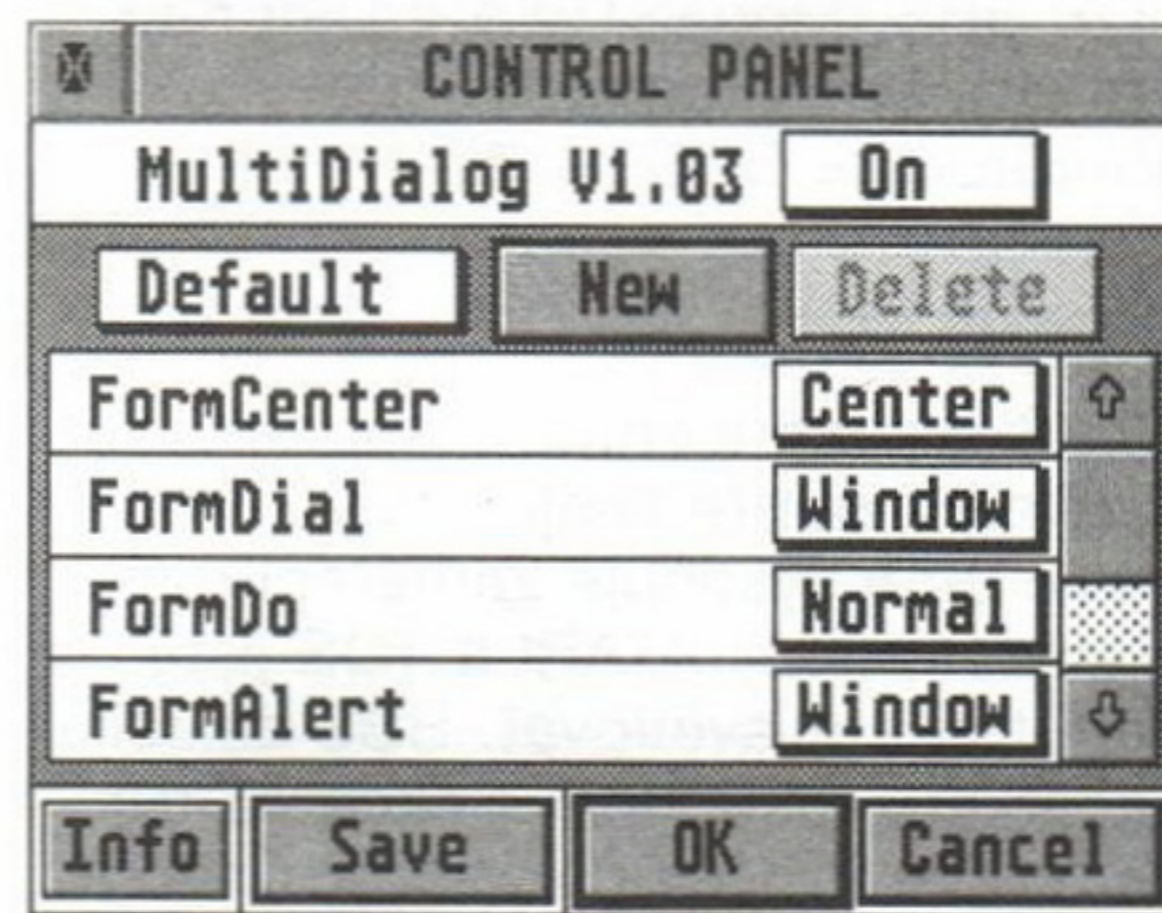 CONTROL PANEL
MultiDialog V1.03 On
Default New Delete
FormCenter Center
FormDial Window
FormDo Normal
FormAlert Window
Info Save OK Cancel